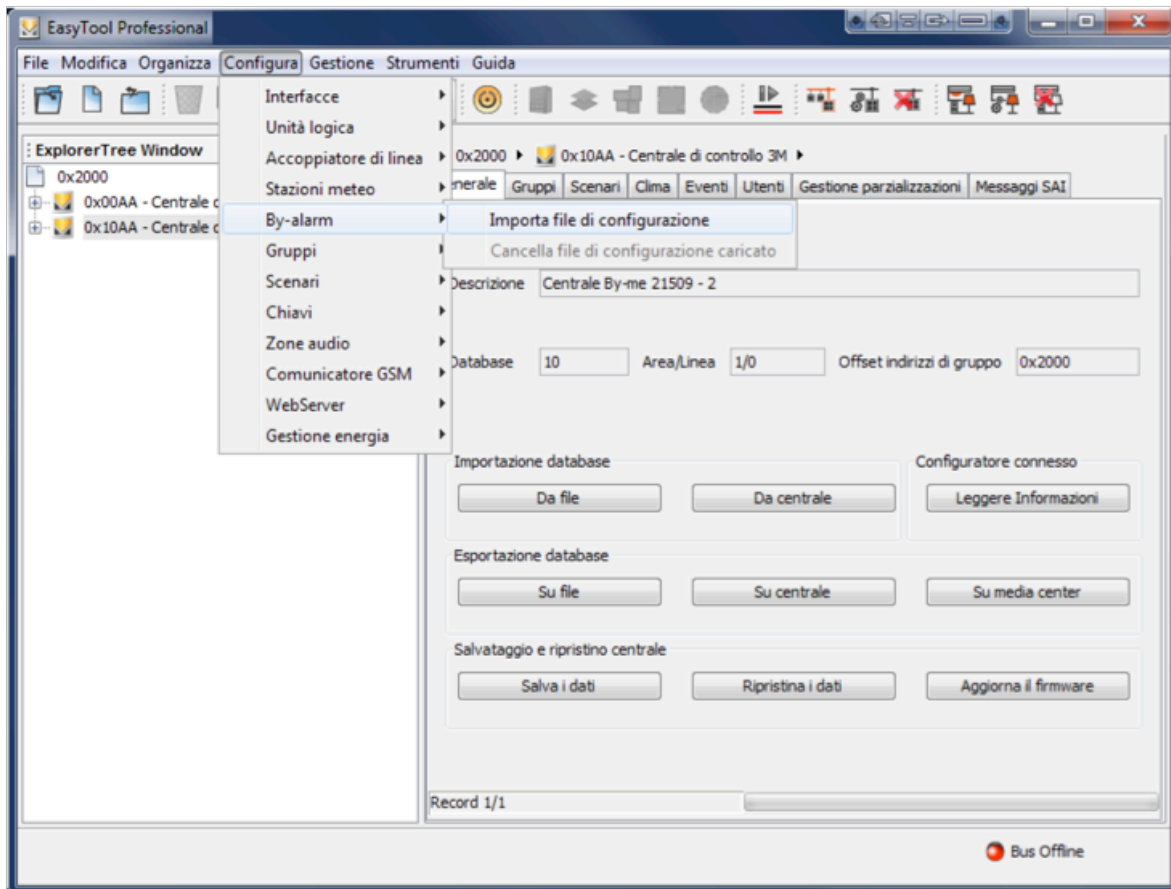 EasyTool Professional
File Modifica Organizza Configura Gestione Strumenti Guida
Interfacce
Unità logica
Accoppiatore di linea
Stazioni meteo
By-alarm
Gruppi
Scenari
Chiavi
Zone audio
Comunicatore GSM
WebServer
Gestione energia
Importa file di configurazione
Cancella file di configurazione caricato
ExplorerTree Window
0x2000
0x00AA - Centrale
0x10AA - Centrale
0x2000 0x10AA - Centrale di controllo 3M
nerale Gruppi Scenari Clima Eventi Utenti Gestione parzializzazioni Messaggi SAI
Descrizione Centrale By-me 21509 - 2
Database 10 Area/Linea 1/0 Offset indirizzi di gruppo 0x2000
Importazione database Configuratore connesso
Da file Da centrale Leggere Informazioni
Esportazione database
Su file Su centrale Su media center
Salvataggio e ripristino centrale
Salva i dati Ripristina i dati Aggiorna il firmware
Record 1/1
Bus Offline